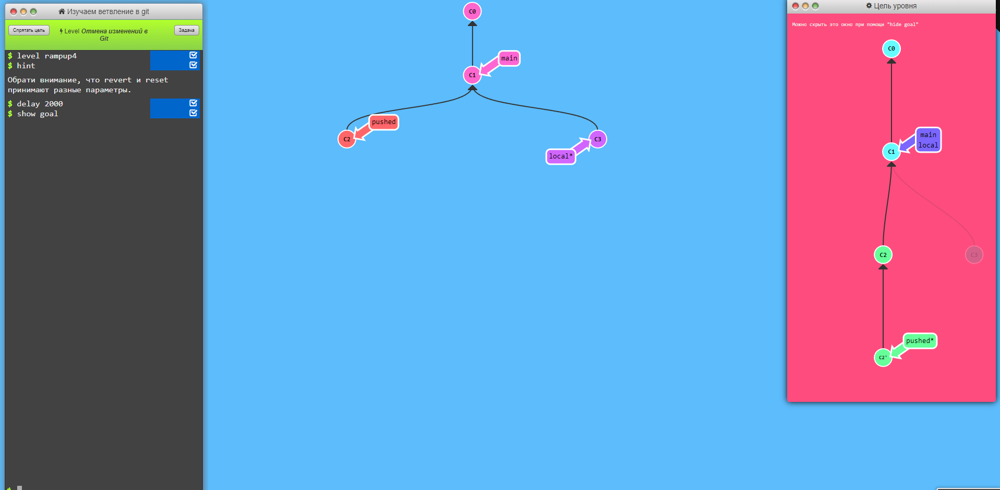 Изучаем ветвление в git
Спрятать цель
Level Отмена изменений в
Git
Задача
$ level rampup4
$ hint
Обрати внимание, что revert и reset
принимают разные параметры.
$ delay 2000
$ show goal
$
C0
main
C1
pushed
C2
C3
local*
Цель уровня
Можно скрыть это окно при помощи "hide goal"
C0
main
local
C1
C2
C3
pushed*
C2'